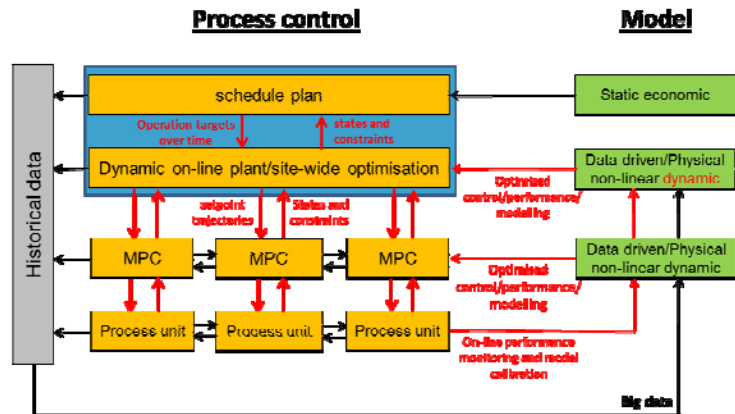 Process control
Model
schedule plan
Static economic
Operation targets
over time
states and
constraints
Dynamic on-line plant/site-wide optimisation
Data driven/Physical
non-linear dynamic
Optimised
control/performance/
modelling
setpoint
trajectories
States and
constraints
Historical data
MPC
MPC
MPC
Data driven/Physical
non-linear dynamic
Optimised
control/performance/
modelling
Process unit
Process unit
Process unit
On-line performance
monitoring and model
calibration
Big data